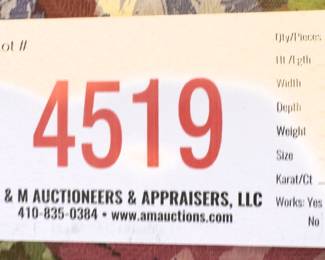 ot #
4519
& M AUCTIONEERS & APPRAISERS, LLC
410-835-0384 • www.amauctions.com
Qty/Pieces
Ht /Lgth
Width
Depth
Weight
Size
Karat/Ct
Works: Yes
No